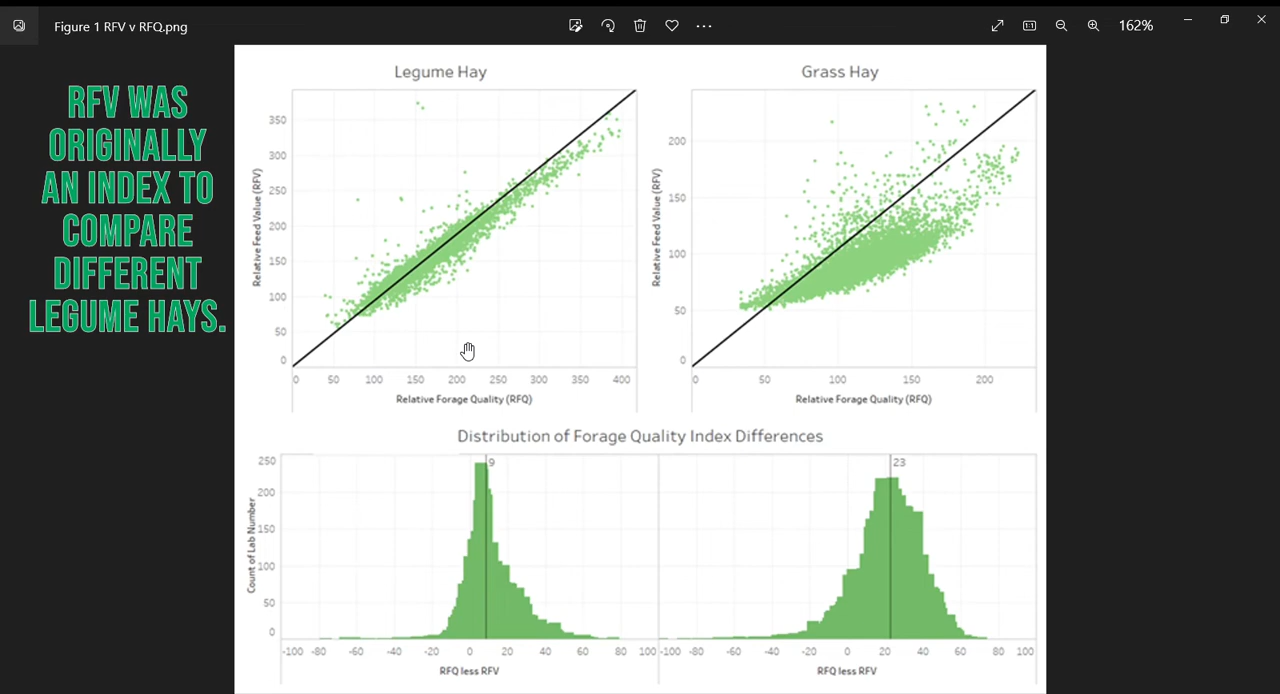 Figure 1 RFV v RFQ.png
162%
RFV WAS
ORIGINALLY
AN INDEX TO
COMPARE
DIFFERENT
LEGUME HAYS.
Legume Hay
Relative Feed Value (RFV)
350
300
250
200
150
100
50
0
0 50 100 150 200 250 300 350 400
Relative Forage Quality (RFQ)
Grass Hay
Relative Feed Value (RFV)
200
150
100
50
0
0 50 100 150 200
Relative Forage Quality (RFQ)
Distribution of Forage Quality Index Differences
Count of Lab Number
250
200
150
100
50
0
9
23
-100 -80 -60 -40 -20 0 20 40 60 80 100
RFQ less RFV
-100 -80 -60 -40 -20 0 20 40 60 80 100
RFQ less RFV